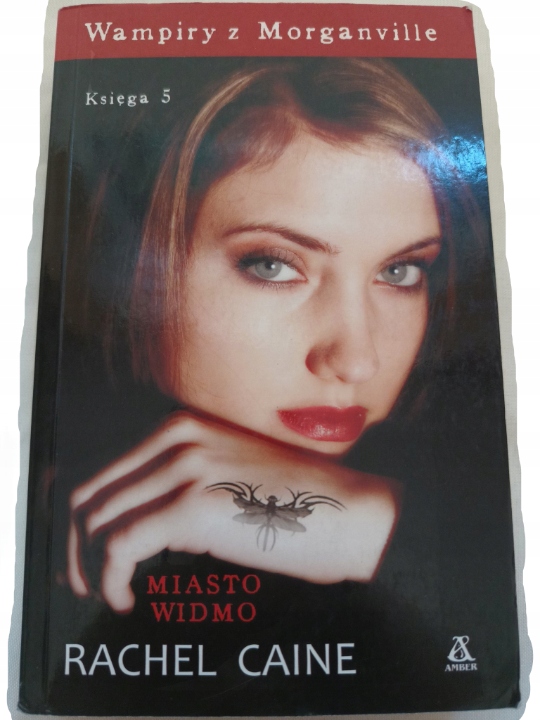 Wampiry z Morganville
Księga 5
MIASTO
WIDMO
RACHEL CAINE
AMBER